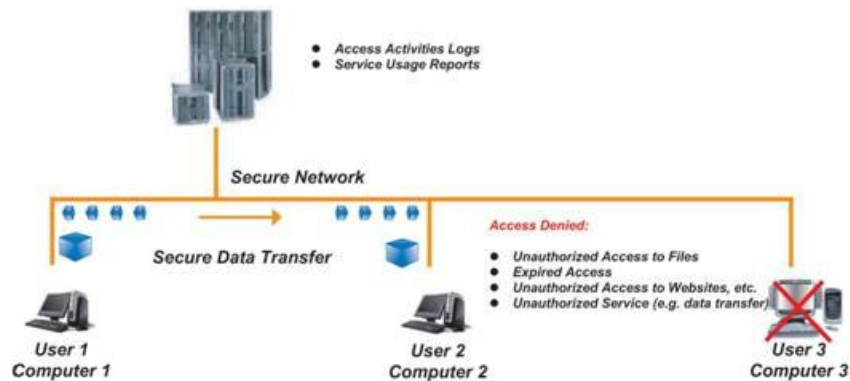 ● Access Activities Logs
● Service Usage Reports
Secure Network
Secure Data Transfer
Access Denied:
● Unauthorized Access to Files
● Expired Access
● Unauthorized Access to Websites, etc.
● Unauthorized Service (e.g. data transfer)
User 1
Computer 1
User 2
Computer 2
User 3
Computer 3